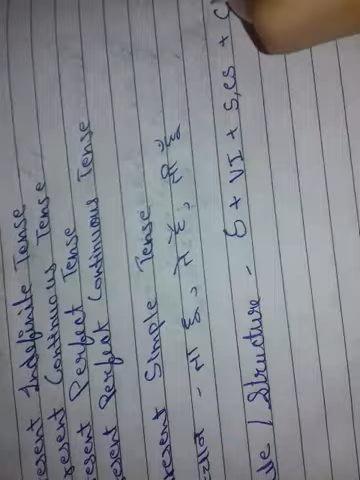 esent Indefinite Tense
esent Continuous Tense
esent Perfect Tense
esent Perfect Continuous Tense
esent Simple Tense
- ता है, ते है, ती है
/ Structure - S + VI + S, es +